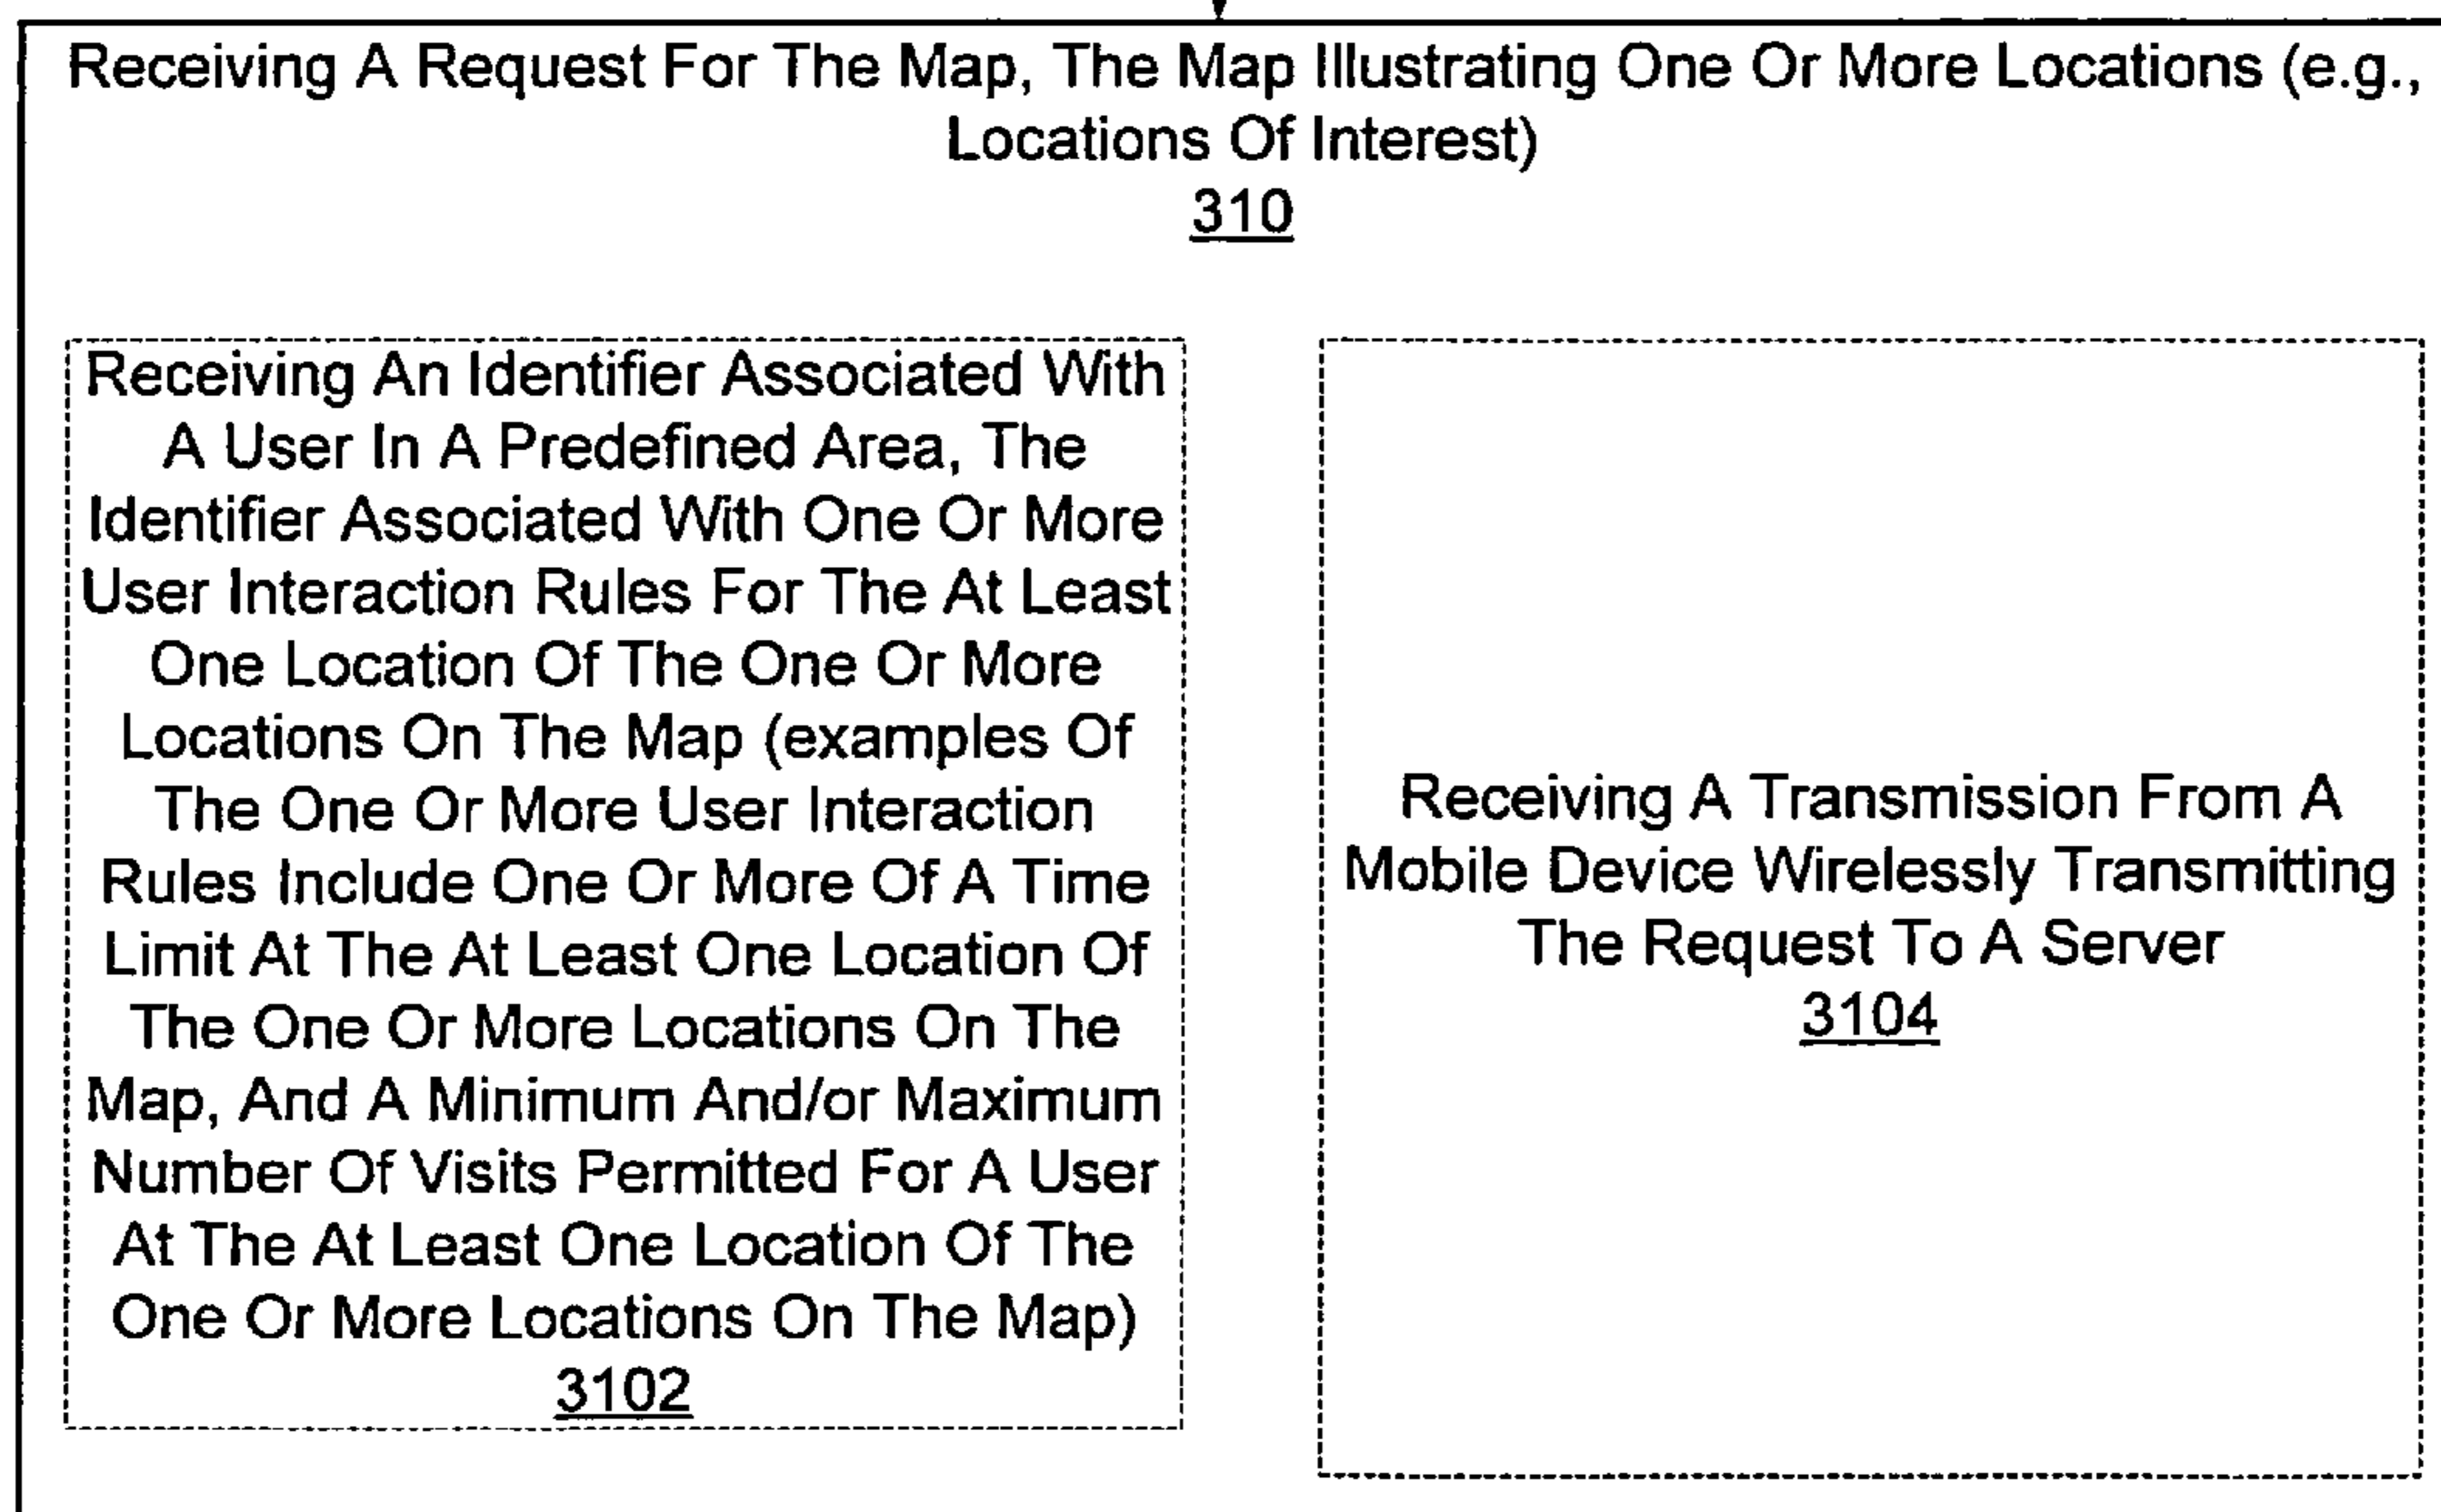 Receiving A Request For The Map, The Map Illustrating One Or More Locations (e.g.,
Locations Of Interest)
310
Receiving An Identifier Associated With
A User In A Predefined Area, The
Identifier Associated With One Or More
User Interaction Rules For The At Least
One Location Of The One Or More
Locations On The Map (examples Of
The One Or More User Interaction
Rules Include One Or More Of A Time
Limit At The At Least One Location Of
The One Or More Locations On The
Map, And A Minimum And/or Maximum
Number Of Visits Permitted For A User
At The At Least One Location Of The
One Or More Locations On The Map)
3102
Receiving A Transmission From A
Mobile Device Wirelessly Transmitting
The Request To A Server
3104